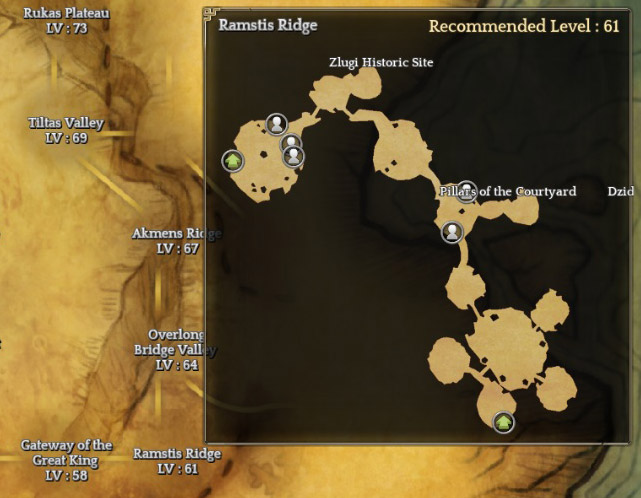 Rukas Plateau
LV : 73
Tiltas Valley
LV : 69
Akmens Ridge
LV : 67
Overlong
Bridge Valley
LV : 64
Gateway of the
Great King
LV : 58
Ramstis Ridge
LV : 61
Ramstis Ridge
Recommended Level : 61
Zlugi Historic Site
Pillars of the Courtyard
Dzid